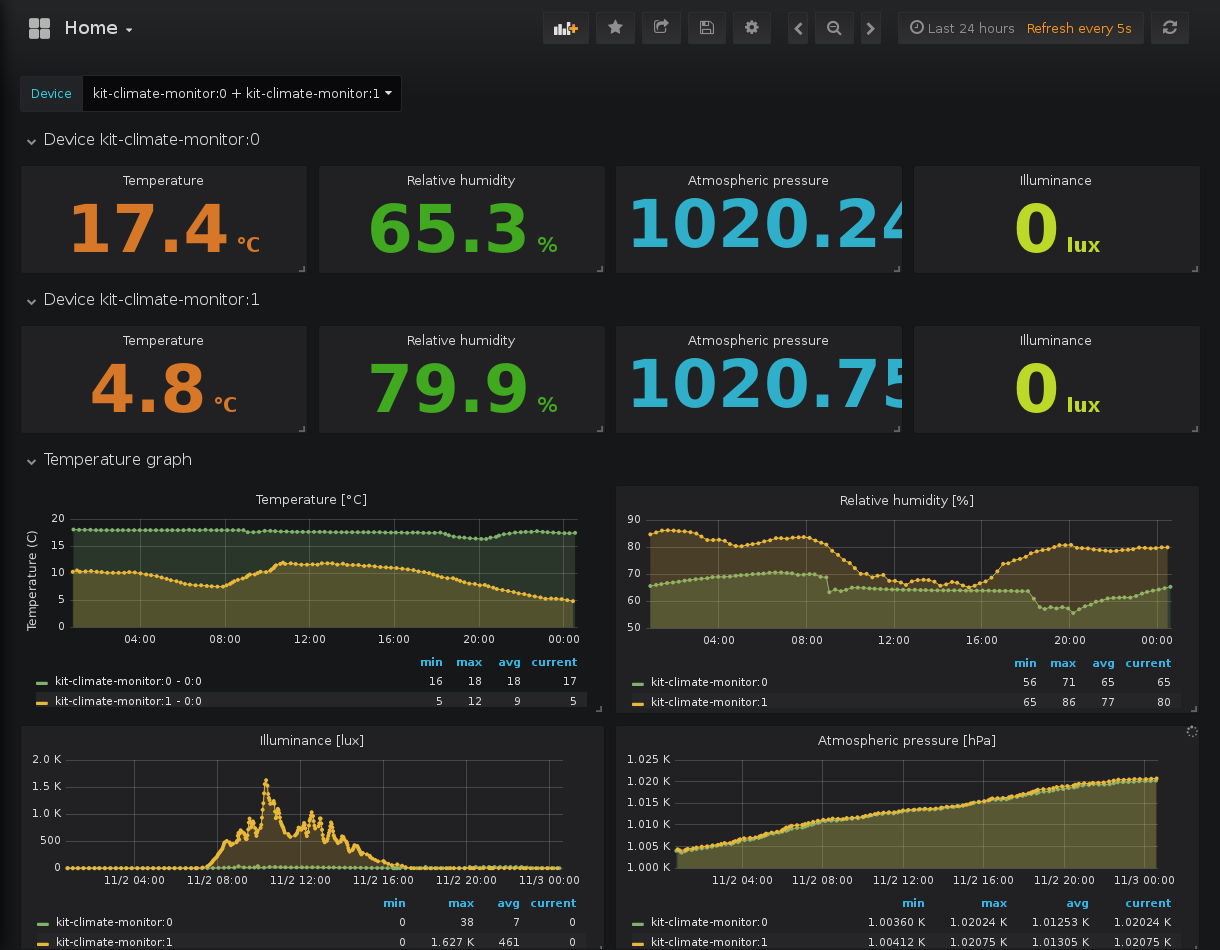 Home
Last 24 hours Refresh every 5s
Device kit-climate-monitor:0 + kit-climate-monitor:1
Device kit-climate-monitor:0
Temperature Relative humidity Atmospheric pressure Illuminance
17.4 °C 65.3 % 1020.24 0 lux
Device kit-climate-monitor:1
Temperature Relative humidity Atmospheric pressure Illuminance
4.8 °C 79.9 % 1020.75 0 lux
Temperature graph
Temperature [°C]
Temperature (C)
20
15
10
5
0
04:00 08:00 12:00 16:00 20:00 00:00
min max avg current
kit-climate-monitor:0 - 0:0 16 18 18 17
kit-climate-monitor:1 - 0:0 5 12 9 5
Relative humidity [%]
90
80
70
60
50
04:00 08:00 12:00 16:00 20:00 00:00
min max avg current
kit-climate-monitor:0 56 71 65 65
kit-climate-monitor:1 65 86 77 80
Illuminance [lux]
2.0 K
1.5 K
1.0 K
500
0
11/2 04:00 11/2 08:00 11/2 12:00 11/2 16:00 11/2 20:00 11/3 00:00
min max avg current
kit-climate-monitor:0 0 38 7 0
kit-climate-monitor:1 0 1.627 K 461 0
Atmospheric pressure [hPa]
1.025 K
1.020 K
1.015 K
1.010 K
1.005 K
1.000 K
11/2 04:00 11/2 08:00 11/2 12:00 11/2 16:00 11/2 20:00 11/3 00:00
min max avg current
kit-climate-monitor:0 1.00360 K 1.02024 K 1.01253 K 1.02024 K
kit-climate-monitor:1 1.00412 K 1.02075 K 1.01305 K 1.02075 K